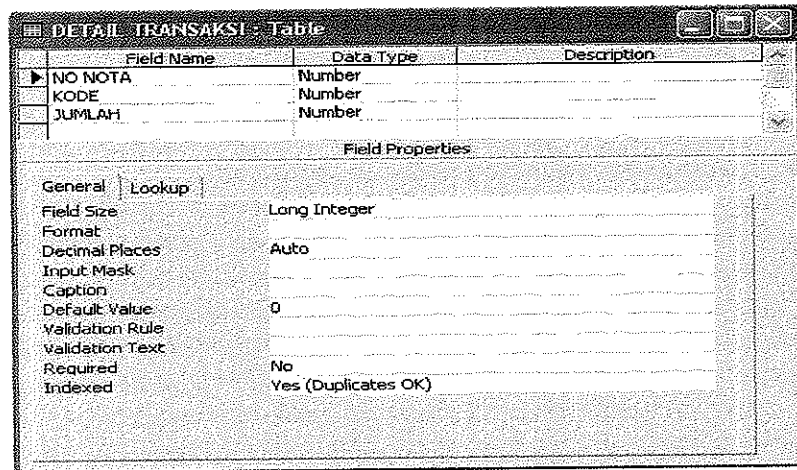 DETAIL TRANSAKSI : Table
Field Name Data Type Description
NO NOTA Number
KODE Number
JUMLAH Number
Field Properties
General Lookup
Field Size Long Integer
Format
Decimal Places Auto
Input Mask
Caption
Default Value 0
Validation Rule
Validation Text
Required No
Indexed Yes (Duplicates OK)